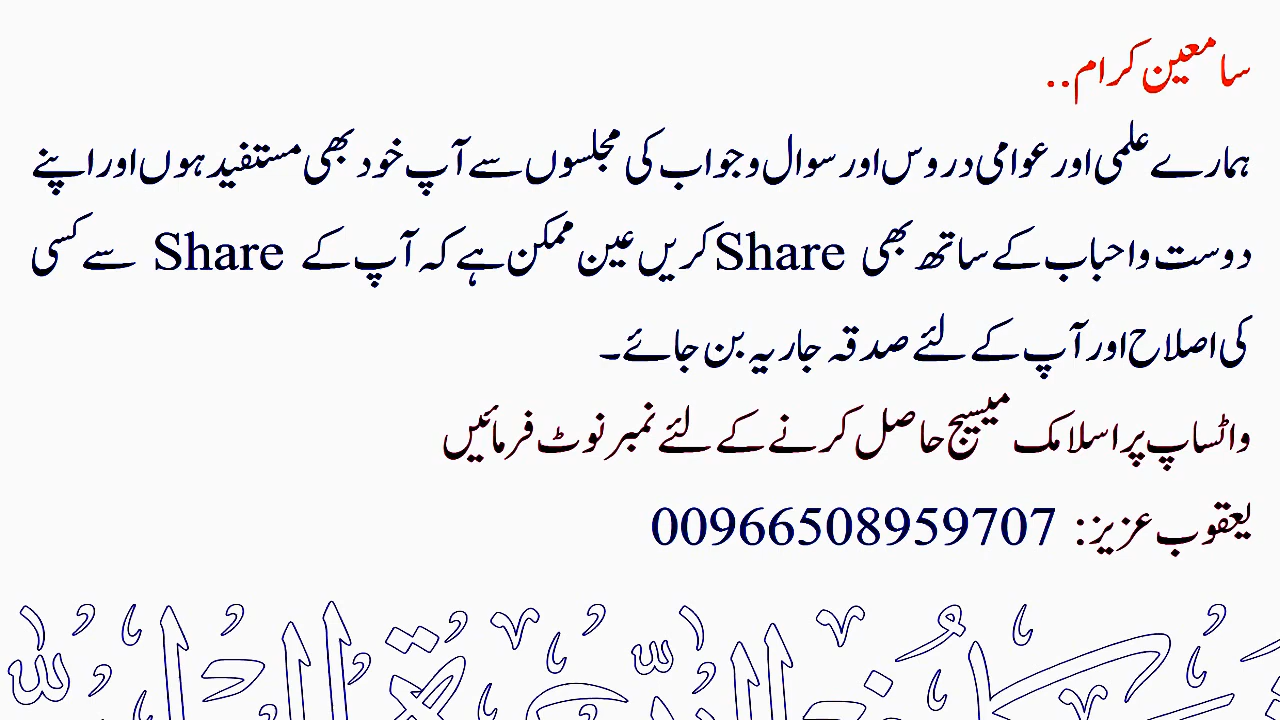 سامعین کرام..
ہمارے علمی اور عوامی دروس اور سوال وجواب کی مجلسوں سے آپ خود بھی مستفید ہوں اور اپنے
دوست واحباب کے ساتھ بھی Share کریں عین ممکن ہے کہ آپ کے Share سے کسی
کی اصلاح اور آپ کے لئے صدقہ جاریہ بن جائے۔
واٹساپ پر اسلامک میسیج حاصل کرنے کے لئے نمبر نوٹ فرمائیں
یعقوب عزیز: 00966508959707